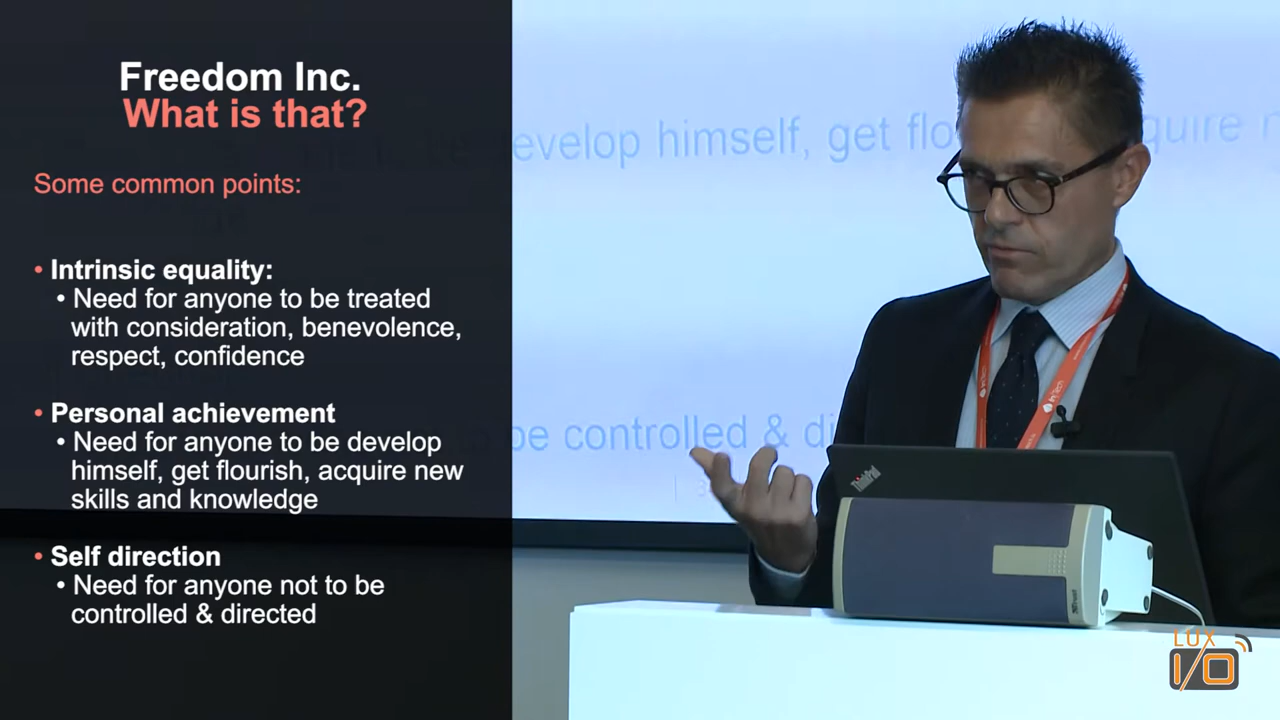 Freedom Inc.
What is that?
Some common points:
• Intrinsic equality:
• Need for anyone to be treated
with consideration, benevolence,
respect, confidence
• Personal achievement
• Need for anyone to be develop
himself, get flourish, acquire new
skills and knowledge
• Self direction
• Need for anyone not to be
controlled & directed
develop himself, get flo
quire n
be controlled & di
ThinkPad
Trust
LUX
I/O